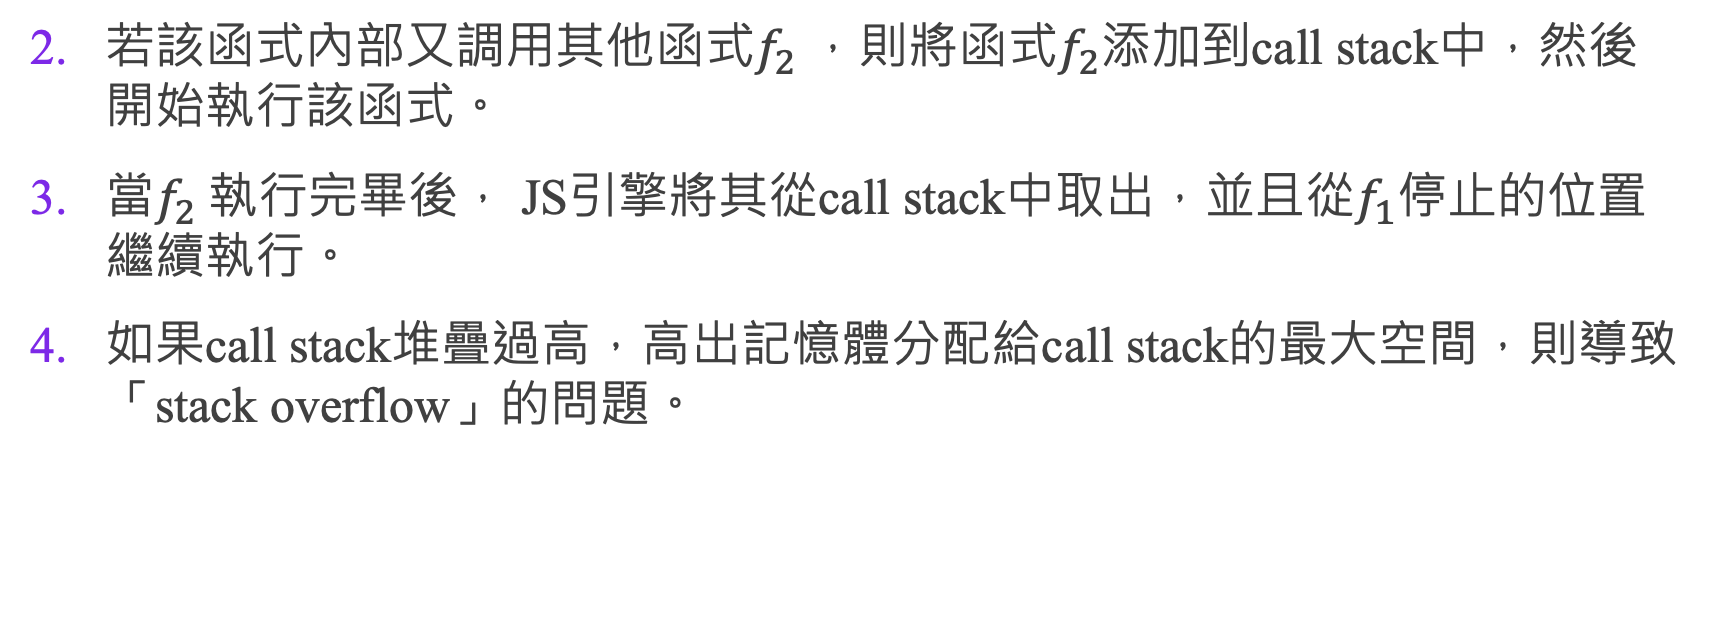 2. 若該函式內部又調用其他函式f₂ ，則將函式f₂添加到call stack中，然後
開始執行該函式。
3. 當f₂ 執行完畢後， JS引擎將其從call stack中取出，並且從f₁停止的位置
繼續執行。
4. 如果call stack堆疊過高，高出記憶體分配給call stack的最大空間，則導致
「stack overflow」的問題。